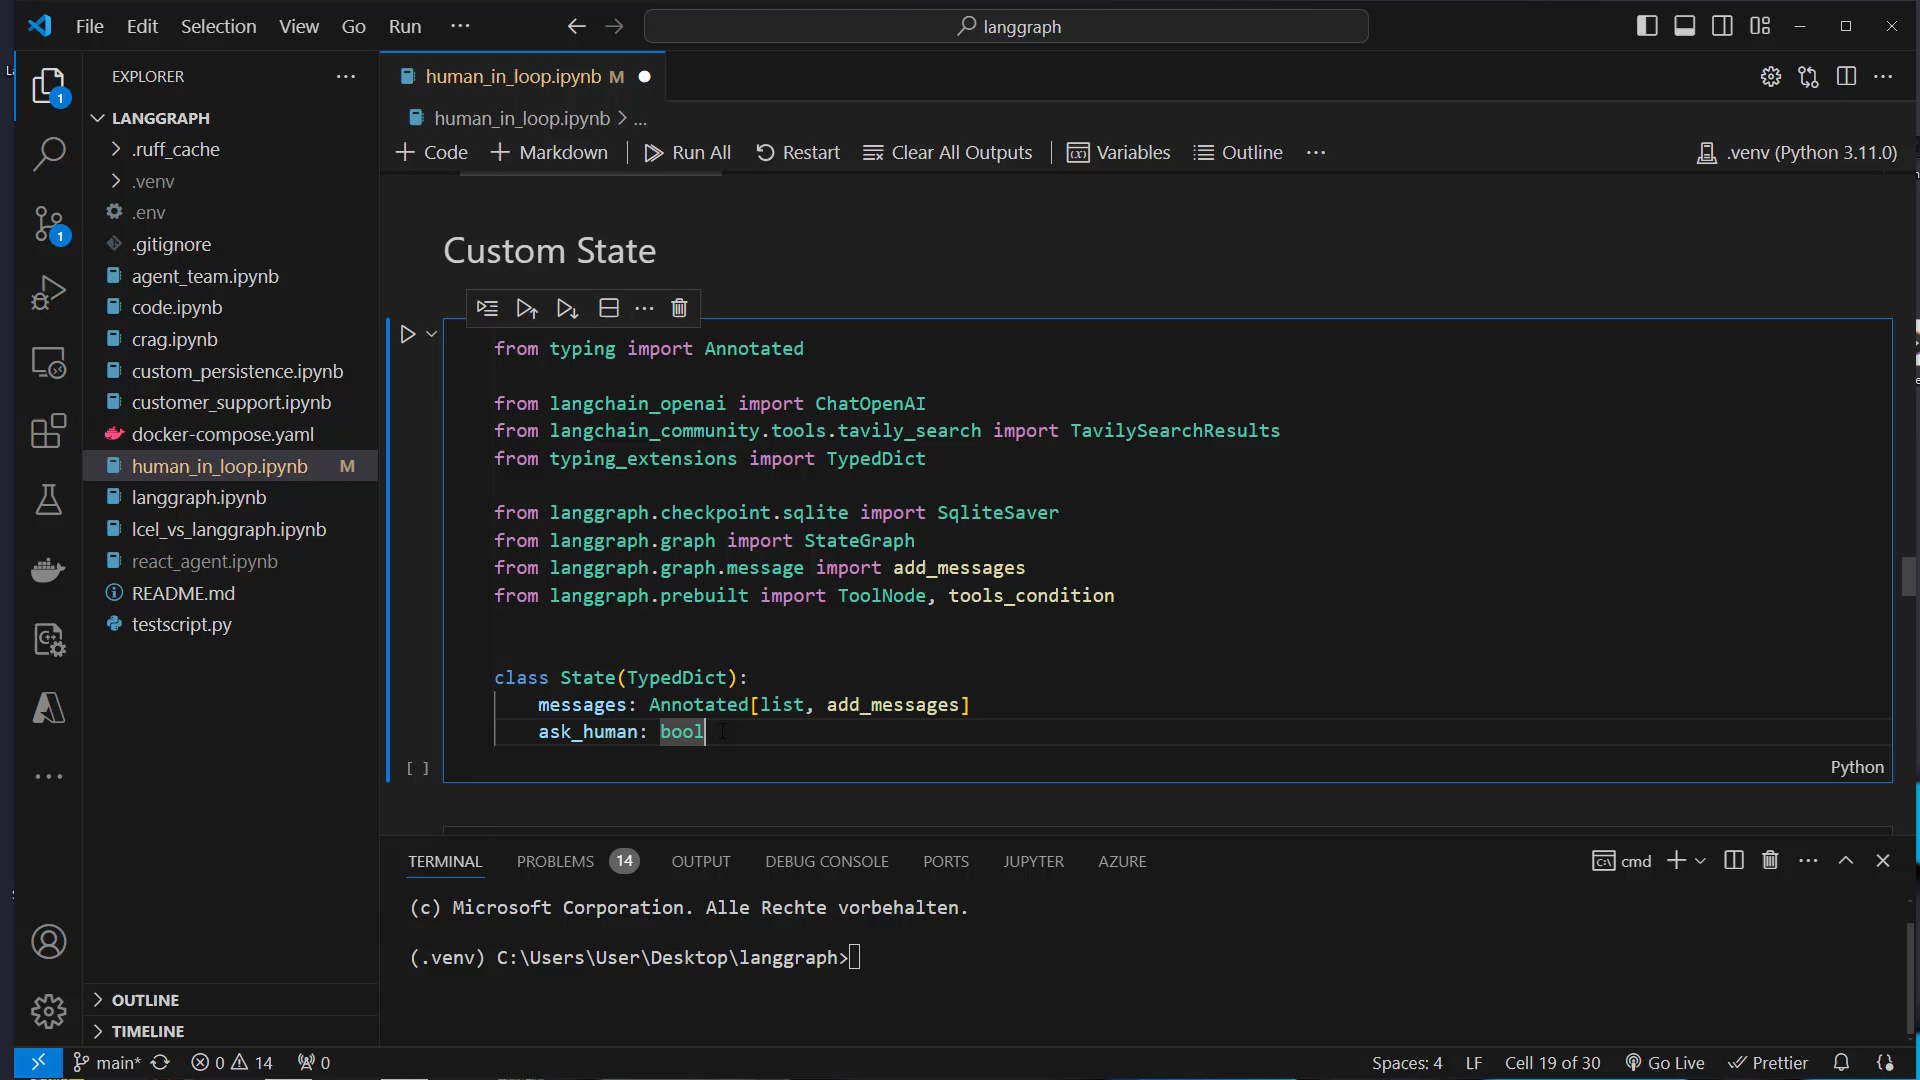 File Edit Selection View Go Run ··· langgraph
EXPLORER ···
human_in_loop.ipynb M
LANGGRAPH
human_in_loop.ipynb > ...
Code Markdown Run All Restart Clear All Outputs Variables Outline ··· .venv (Python 3.11.0)
.ruff_cache
.venv
.env
.gitignore
agent_team.ipynb
code.ipynb
crag.ipynb
custom_persistence.ipynb
customer_support.ipynb
docker-compose.yaml
human_in_loop.ipynb M
langgraph.ipynb
lcel_vs_langgraph.ipynb
react_agent.ipynb
README.md
testscript.py
OUTLINE
TIMELINE
1
1
Custom State
from typing import Annotated
from langchain_openai import ChatOpenAI
from langchain_community.tools.tavily_search import TavilySearchResults
from typing_extensions import TypedDict
from langgraph.checkpoint.sqlite import SqliteSaver
from langgraph.graph import StateGraph
from langgraph.graph.message import add_messages
from langgraph.prebuilt import ToolNode, tools_condition
class State(TypedDict):
messages: Annotated[list, add_messages]
ask_human: bool
[ ] Python
TERMINAL PROBLEMS 14 OUTPUT DEBUG CONSOLE PORTS JUPYTER AZURE cmd
(c) Microsoft Corporation. Alle Rechte vorbehalten.
(.venv) C:\Users\User\Desktop\langgraph>
main* 0 14 0 Spaces: 4 LF Cell 19 of 30 Go Live Prettier